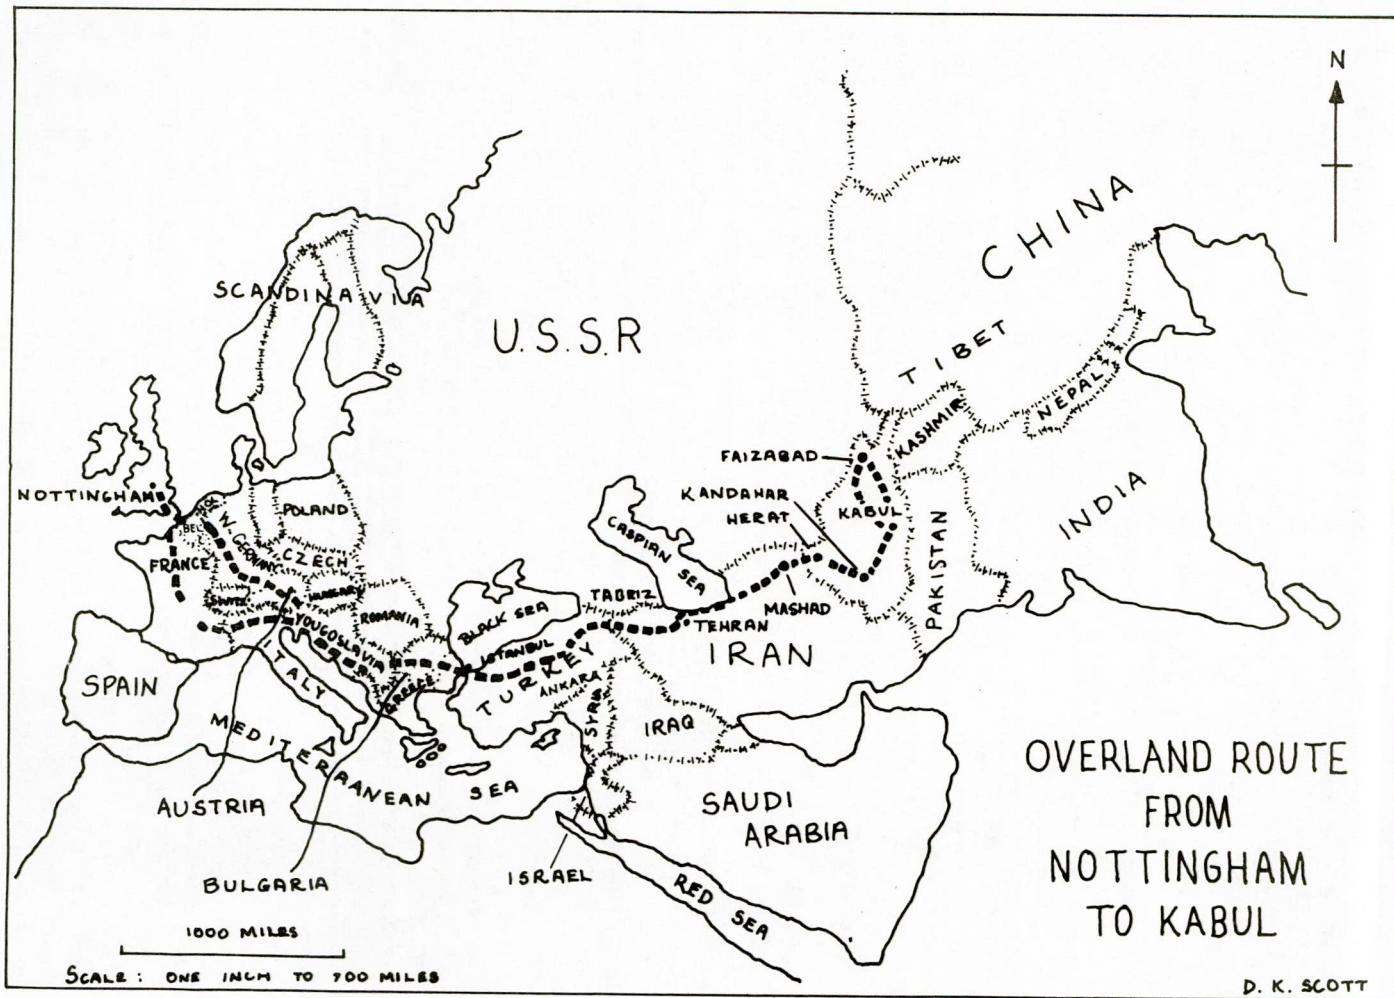 N
CHINA
SCANDINAVIA
U.S.S.R
TIBET
NEPAL
KASHMIR
FAIZABAD
NOTTINGHAM
KANDAHAR
HERAT
KABUL
INDIA
POLAND
HOL
BEL
W. GERMANY
CZECH
FRANCE
CASPIAN SEA
PAKISTAN
SWITZ
HUNGARY
ROMANIA
BLACK SEA
TABRIZ
MASHAD
TEHRAN
YOUGOSLAVIA
ISTANBUL
IRAN
SPAIN
ITALY
GREECE
TURKEY
ANKARA
SYRIA
IRAQ
MEDITERRANEAN SEA
AUSTRIA
SAUDI
ARABIA
OVERLAND ROUTE
FROM
NOTTINGHAM
TO KABUL
BULGARIA
ISRAEL
RED SEA
1000 MILES
SCALE : ONE INCH TO 700 MILES
D. K. SCOTT